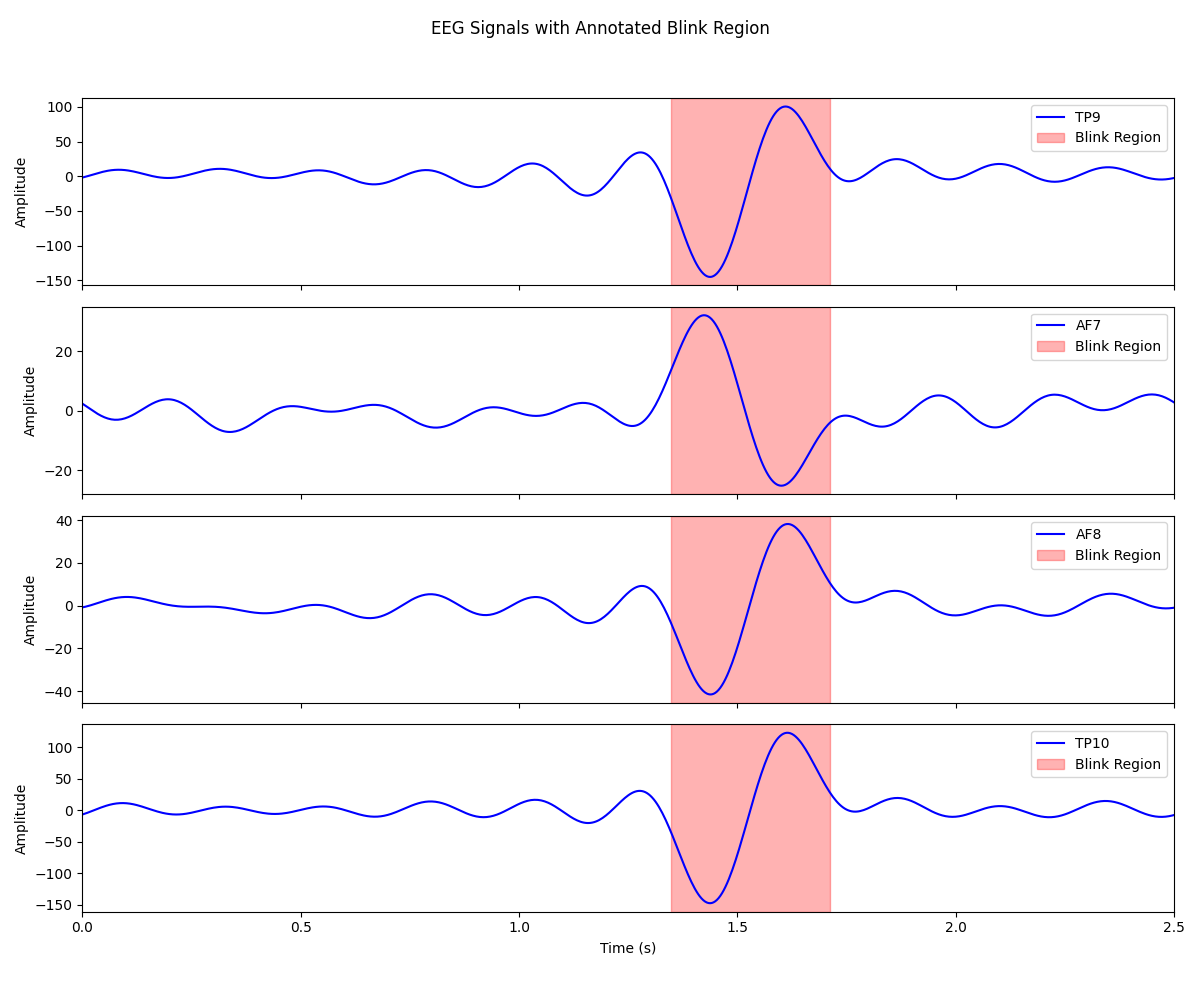 EEG Signals with Annotated Blink Region
100
50
0
−50
−100
−150
Amplitude
TP9
Blink Region
20
0
−20
Amplitude
AF7
Blink Region
40
20
0
−20
−40
Amplitude
AF8
Blink Region
100
50
0
−50
−100
−150
Amplitude
TP10
Blink Region
0.0 0.5 1.0 1.5 2.0 2.5
Time (s)